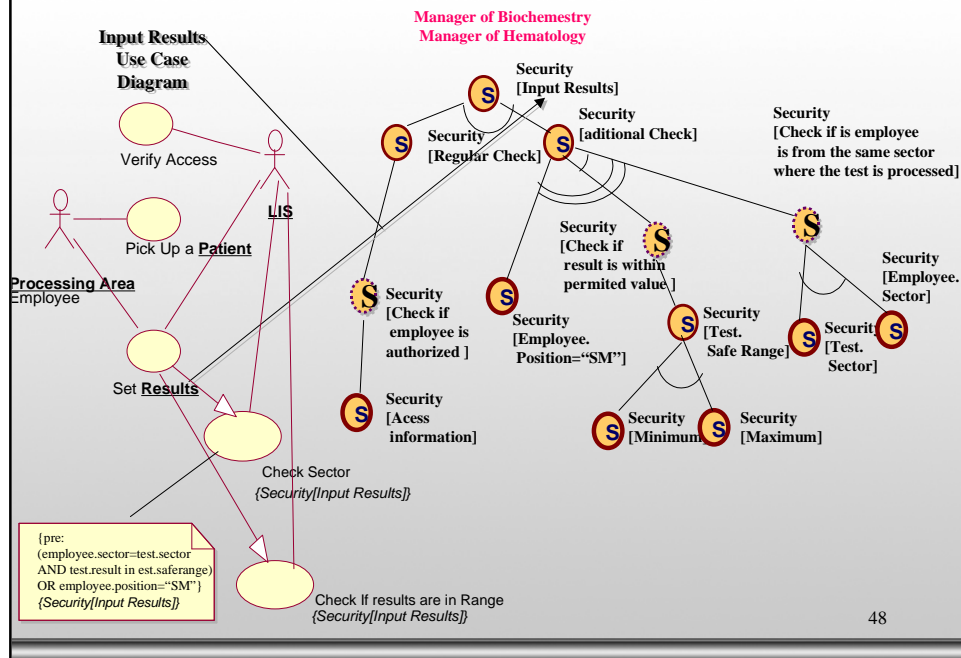 Manager of Biochemestry
Manager of Hematology
Input Results
Use Case
Diagram
Verify Access
LIS
Pick Up a Patient
Processing Area
Employee
Set Results
Check Sector
{Security[Input Results]}
{pre:
(employee.sector=test.sector
AND test.result in est.saferange)
OR employee.position=“SM”}
{Security[Input Results]}
Check If results are in Range
{Security[Input Results]}
S
Security
[Input Results]
S
Security
[Regular Check]
S
Security
[aditional Check]
Security
[Check if is employee
is from the same sector
where the test is processed]
S
S
Security
[Check if
employee is
authorized ]
S
Security
[Acess
information]
S
Security
[Employee.
Position=“SM”]
S
Security
[Check if
result is within
permited value ]
S
Security
[Test.
Safe Range]
S
Security
[Minimum]
S
Security
[Maximum]
S
Security
[Test.
Sector]
S
Security
[Employee.
Sector]
48